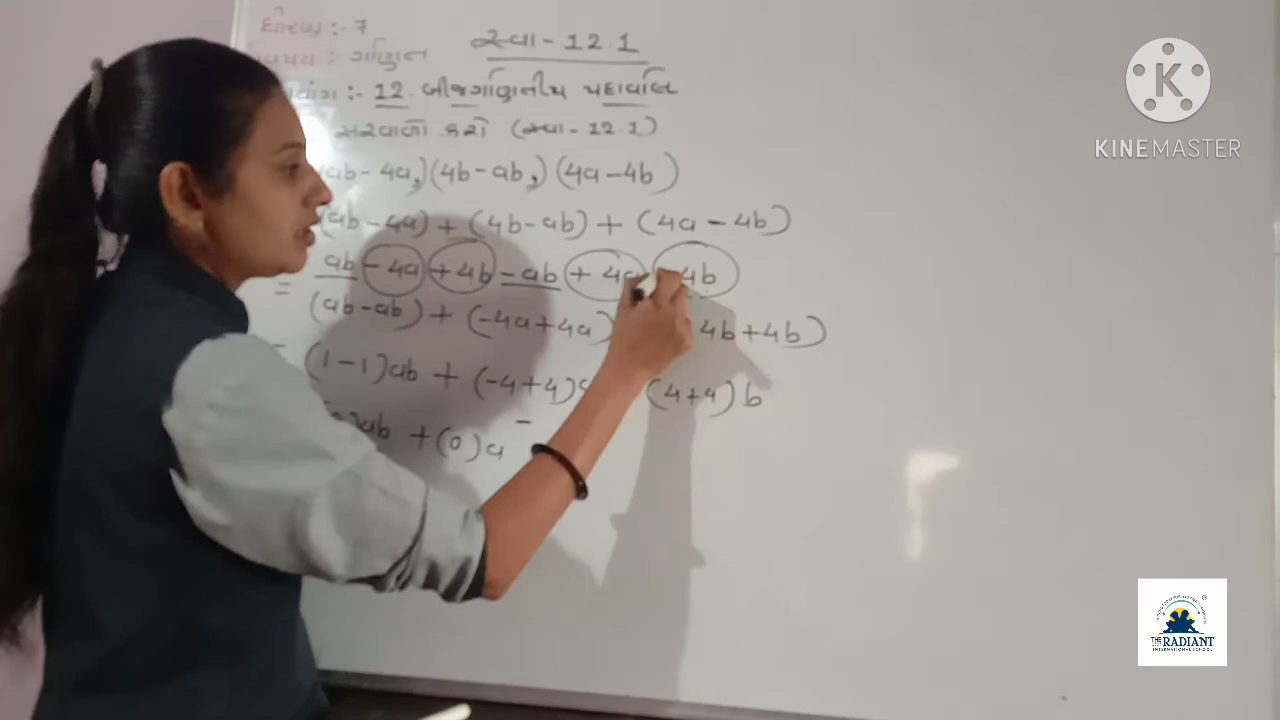 ધોરણ :- 7
વિષય : ગણિત
સ્વા - 12.1
:- 12. બીજગણિતીય પદાવલિ
સરવાળો કરો (સ્વા - 12.1)
ab - 4a,)(4b - ab,)(4a - 4b)
(ab - 4a) + (4b - ab) + (4a - 4b)
ab - 4a + 4b - ab + 4a 4b
= (ab - ab) + (-4a + 4a) 4b + 4b)
= (1 - 1)ab + (-4 + 4) (4 + 4) b
ab + (0)a -
K
KINEMASTER
THE RADIANT
INTERNATIONAL SCHOOL